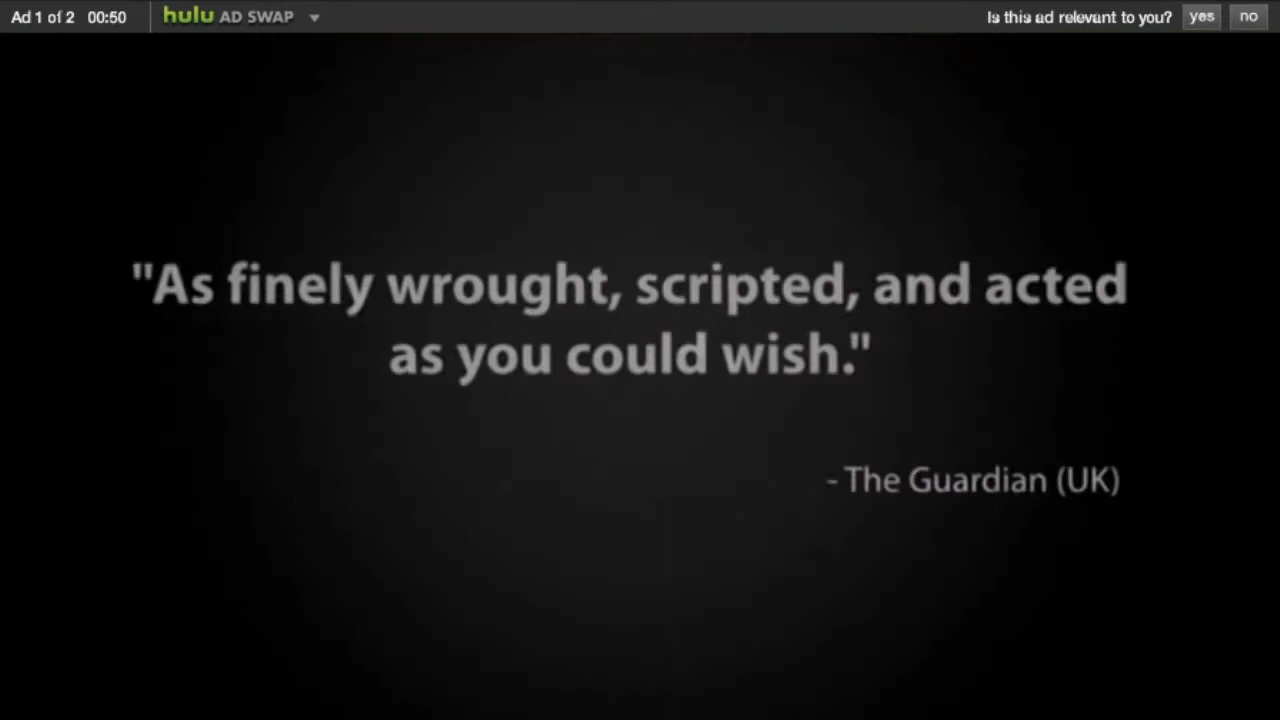 Ad 1 of 2 00:50 hulu AD SWAP Is this ad relevant to you? yes no
"As finely wrought, scripted, and acted
as you could wish."
- The Guardian (UK)